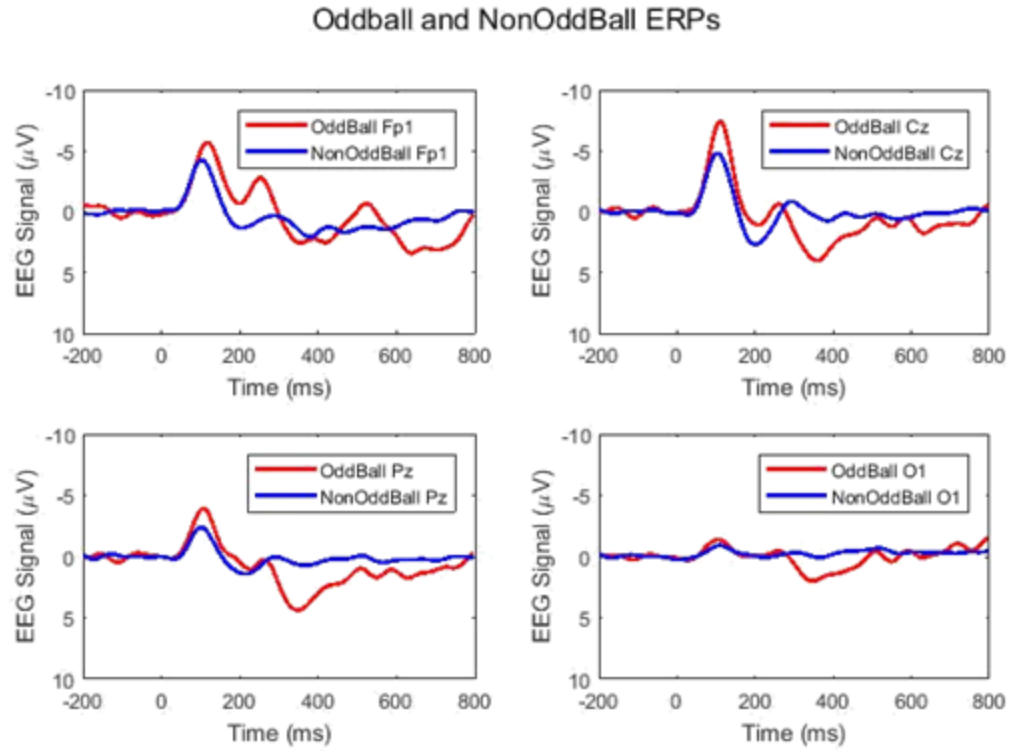 Oddball and NonOddBall ERPs
-10
-5
0
5
10
EEG Signal (μV)
OddBall Fp1
NonOddBall Fp1
-200 0 200 400 600 800
Time (ms)
-10
-5
0
5
10
EEG Signal (μV)
OddBall Cz
NonOddBall Cz
-200 0 200 400 600 800
Time (ms)
-10
-5
0
5
10
EEG Signal (μV)
OddBall Pz
NonOddBall Pz
-200 0 200 400 600 800
Time (ms)
-10
-5
0
5
10
EEG Signal (μV)
OddBall O1
NonOddBall O1
-200 0 200 400 600 800
Time (ms)